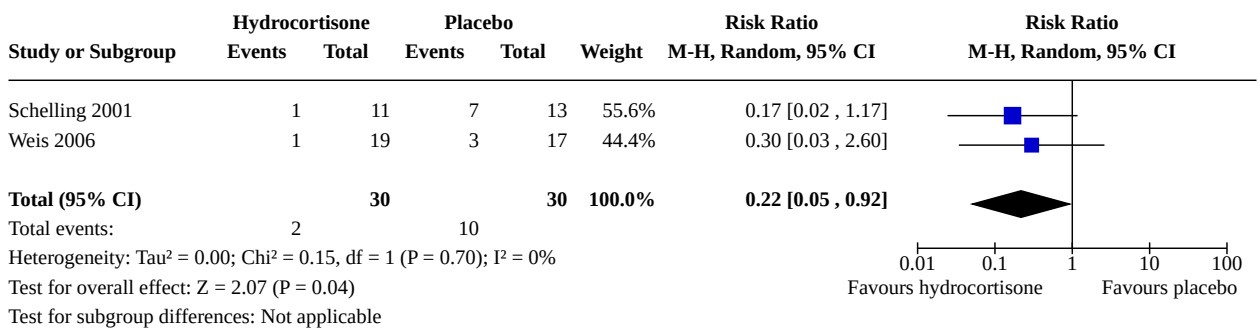 Hydrocortisone Placebo Risk Ratio Risk Ratio
Study or Subgroup Events Total Events Total Weight M-H, Random, 95% CI M-H, Random, 95% CI
Schelling 2001 1 11 7 13 55.6% 0.17 [0.02 , 1.17]
Weis 2006 1 19 3 17 44.4% 0.30 [0.03 , 2.60]
Total (95% CI) 30 30 100.0% 0.22 [0.05 , 0.92]
Total events: 2 10
Heterogeneity: Tau² = 0.00; Chi² = 0.15, df = 1 (P = 0.70); I² = 0%
0.01 0.1 1 10 100
Test for overall effect: Z = 2.07 (P = 0.04) Favours hydrocortisone Favours placebo
Test for subgroup differences: Not applicable